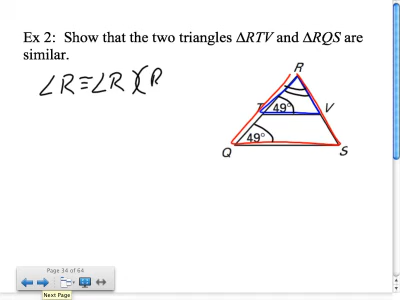 Ex 2: Show that the two triangles ΔRTV and ΔRQS are
similar.
∠R≡∠R)(R
R
T 49° V
49°
Q S
Page 34 of 64
Next Page